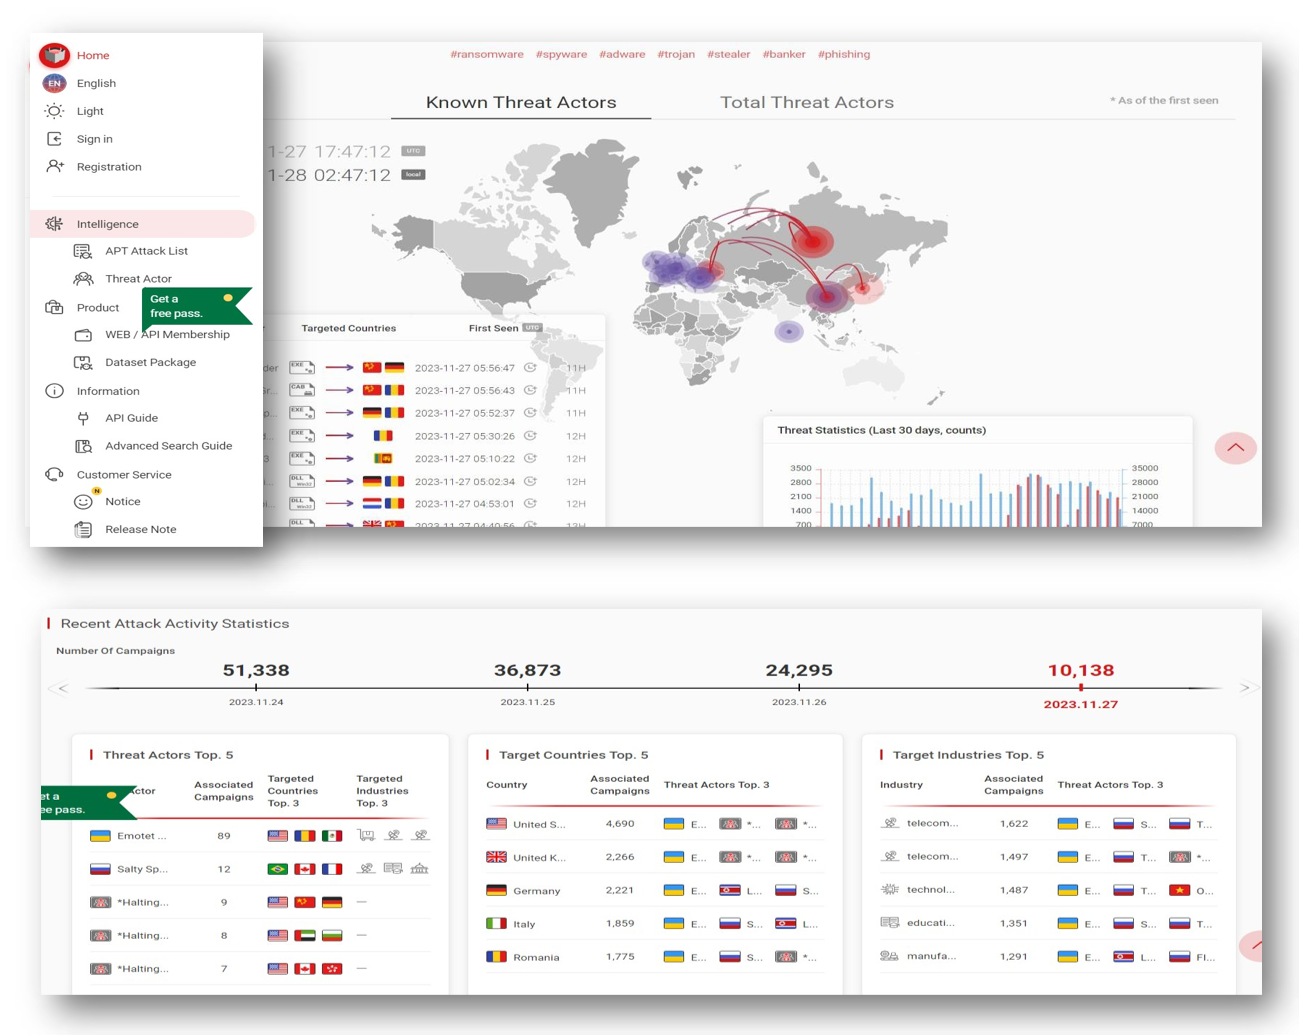 Home
EN English
Light
Sign in
Registration
Intelligence
APT Attack List
Threat Actor
Product
Get a
free pass.
WEB / API Membership
Dataset Package
Information
API Guide
Advanced Search Guide
Customer Service
N
Notice
Release Note
#ransomware #spyware #adware #trojan #stealer #banker #phishing
Known Threat Actors Total Threat Actors * As of the first seen
1-27 17:47:12 UTC
1-28 02:47:12 local
Targeted Countries First Seen UTC
der EXE 2023-11-27 05:56:47 11H
ir... CAB 2023-11-27 05:56:43 11H
p... EXE 2023-11-27 05:52:37 11H
d... EXE 2023-11-27 05:30:26 12H
3 EXE 2023-11-27 05:10:22 12H
DLL Win32 2023-11-27 05:02:34 12H
i... DLL Win32 2023-11-27 04:53:01 12H
DLL 2023-11-27 04:40:56 13H
Threat Statistics (Last 30 days, counts)
3500 35000
2800 28000
2100 21000
1400 14000
700 7000
Recent Attack Activity Statistics
Number Of Campaigns
51,338 36,873 24,295 10,138
2023.11.24 2023.11.25 2023.11.26 2023.11.27
Threat Actors Top. 5
ctor Associated Campaigns Targeted Countries Top. 3 Targeted Industries Top. 3
et a
ee pass.
Emotet ... 89
Salty Sp... 12
*Halting... 9 —
*Halting... 8 —
*Halting... 7 —
Target Countries Top. 5
Country Associated Campaigns Threat Actors Top. 3
United S... 4,690 E... *... *...
United K... 2,266 E... *... *...
Germany 2,221 E... L... S...
Italy 1,859 E... S... L...
Romania 1,775 E... S... *...
Target Industries Top. 5
Industry Associated Campaigns Threat Actors Top. 3
telecom... 1,622 E... S... T...
telecom... 1,497 E... T... *...
technol... 1,487 E... T... O...
educati... 1,351 E... S... T...
manufa... 1,291 E... L... FI...